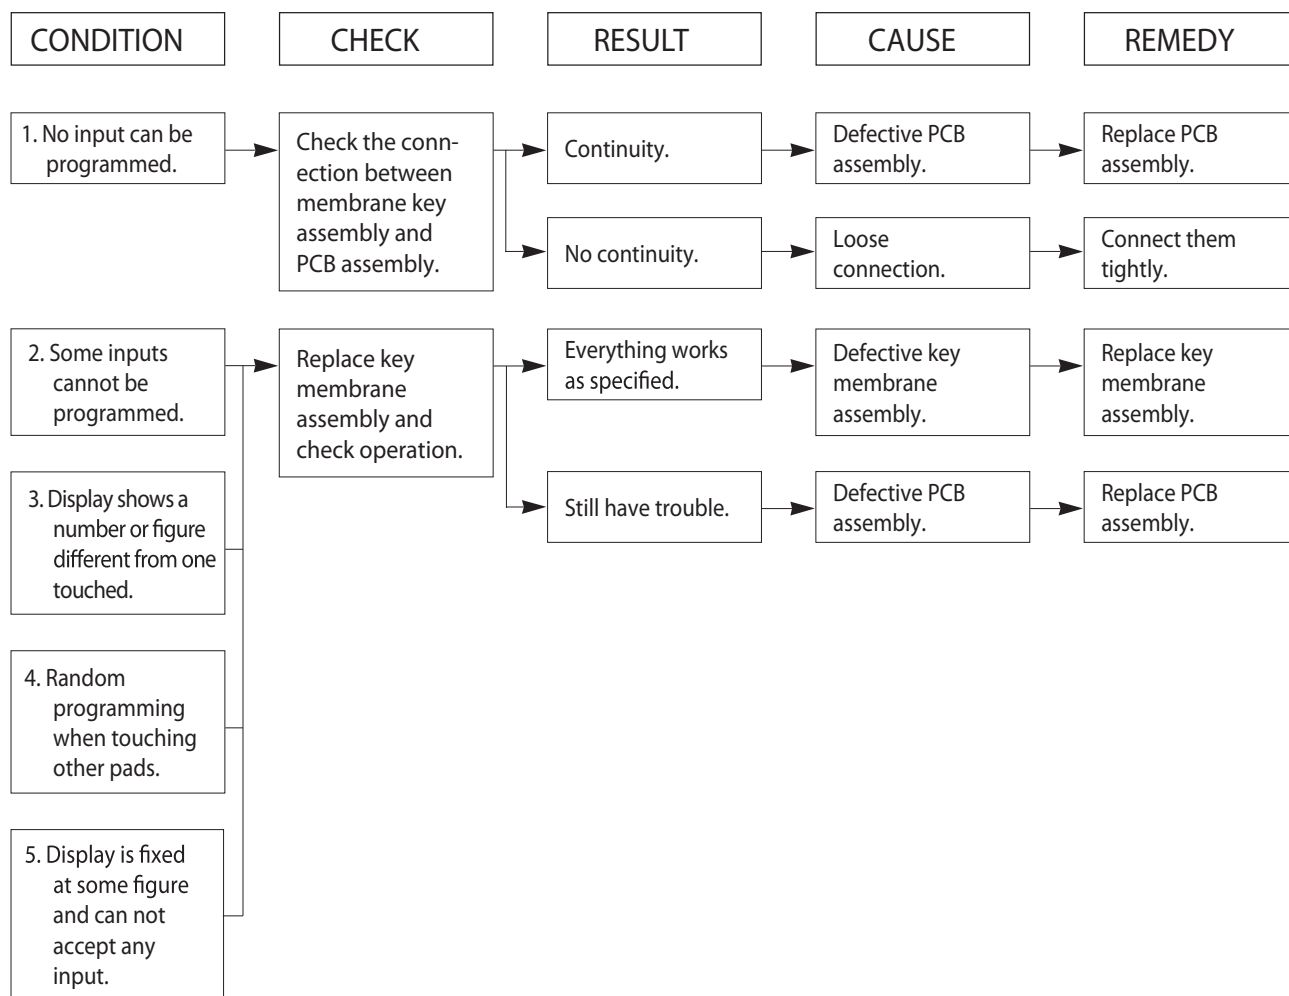 CONDITION
CHECK
RESULT
CAUSE
REMEDY
1. No input can be
programmed.
Check the conn-
ection between
membrane key
assembly and
PCB assembly.
Continuity.
Defective PCB
assembly.
Replace PCB
assembly.
No continuity.
Loose
connection.
Connect them
tightly.
2. Some inputs
cannot be
programmed.
Replace key
membrane
assembly and
check operation.
Everything works
as specified.
Defective key
membrane
assembly.
Replace key
membrane
assembly.
3. Display shows a
number or figure
different from one
touched.
Still have trouble.
Defective PCB
assembly.
Replace PCB
assembly.
4. Random
programming
when touching
other pads.
5. Display is fixed
at some figure
and can not
accept any
input.